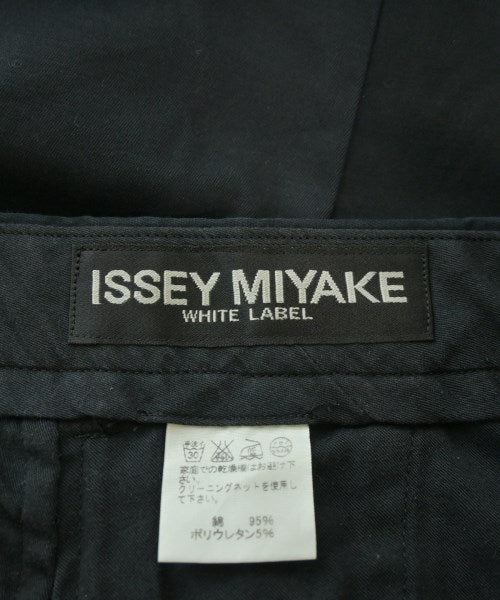 ISSEY MIYAKE
WHITE LABEL
30
家庭での乾燥機はお避け下
さい。
クリーニングネットを使用し
て下さい。
綿 95%
ポリウレタン5%